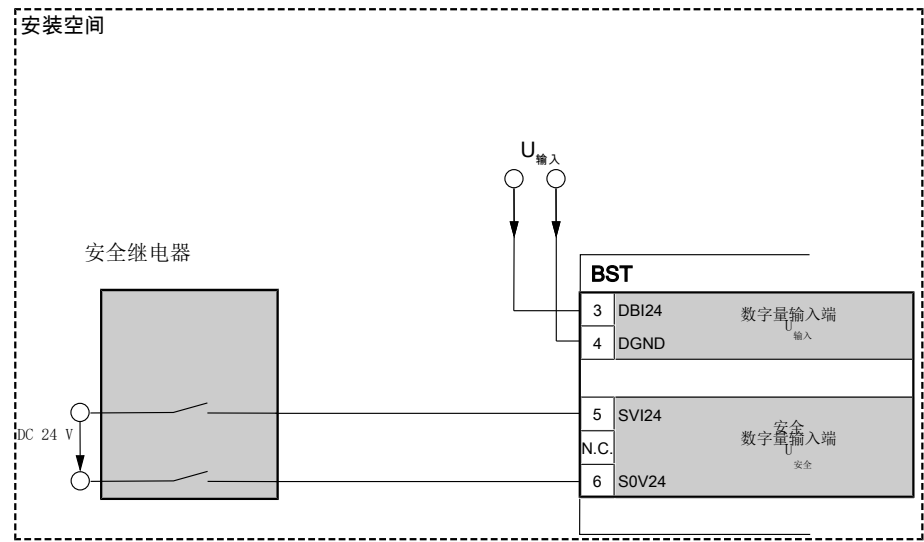 安装空间
U输入
安全继电器
BST
3 DBI24
数字量输入端
U输入
4 DGND
DC 24 V
5 SVI24
安全
数字量输入端
U安全
N.C.
6 S0V24